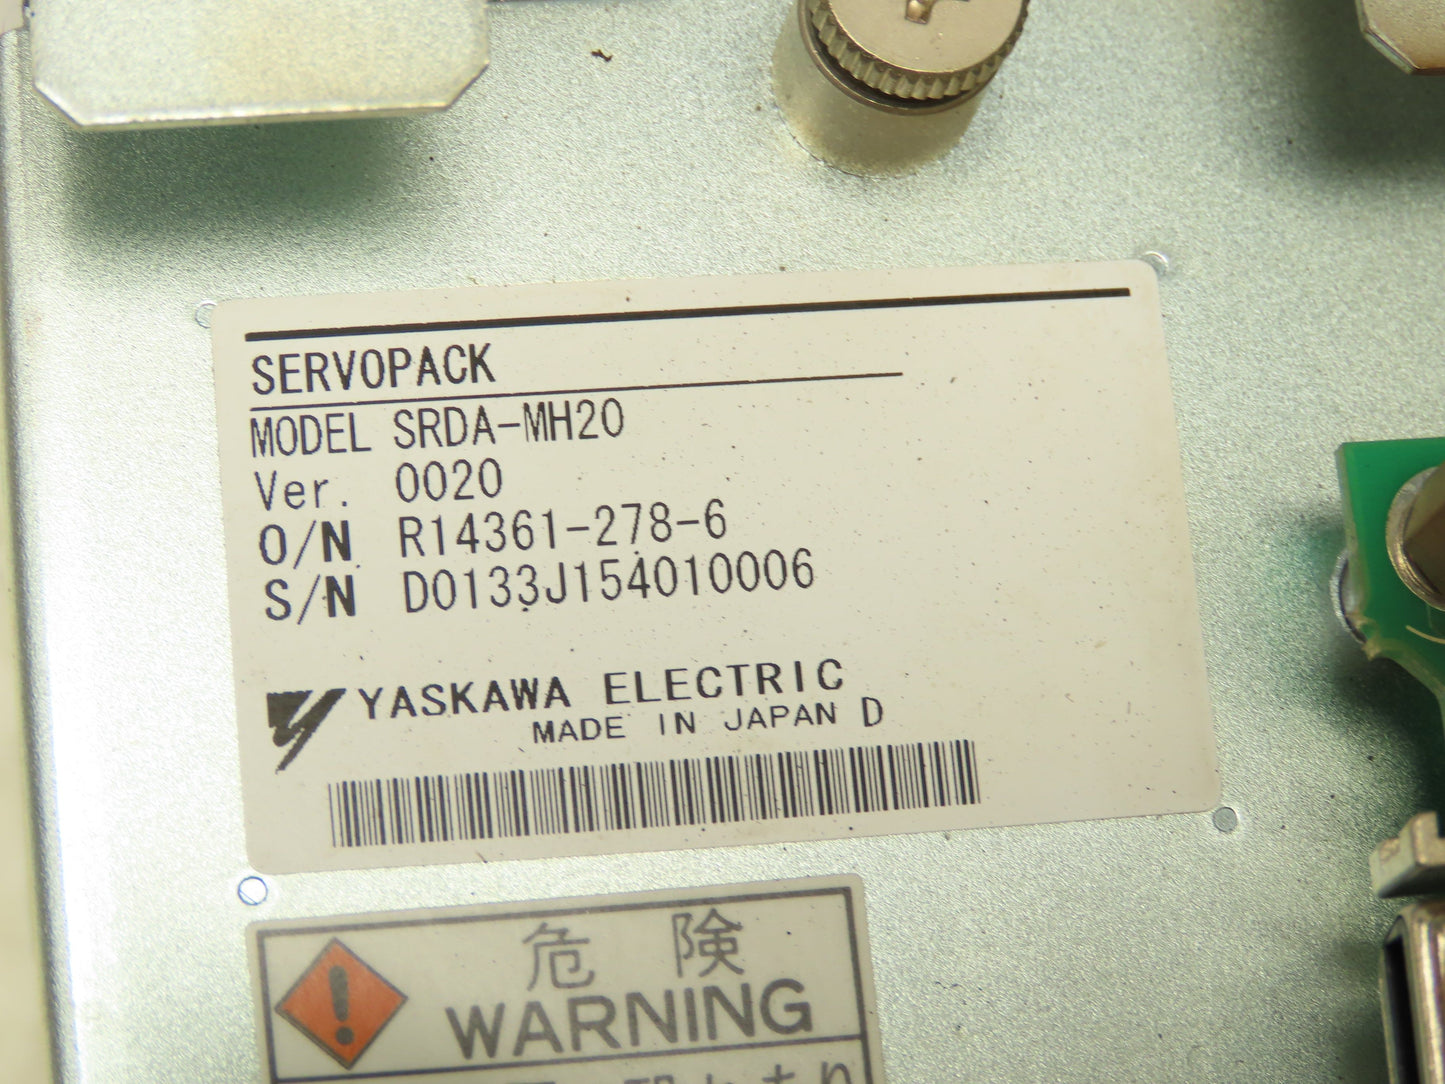 SERVOPACK
MODEL SRDA-MH20
Ver. 0020
O/N R14361-278-6
S/N D0133J154010006
YASKAWA ELECTRIC
MADE IN JAPAN D
危険
WARNING